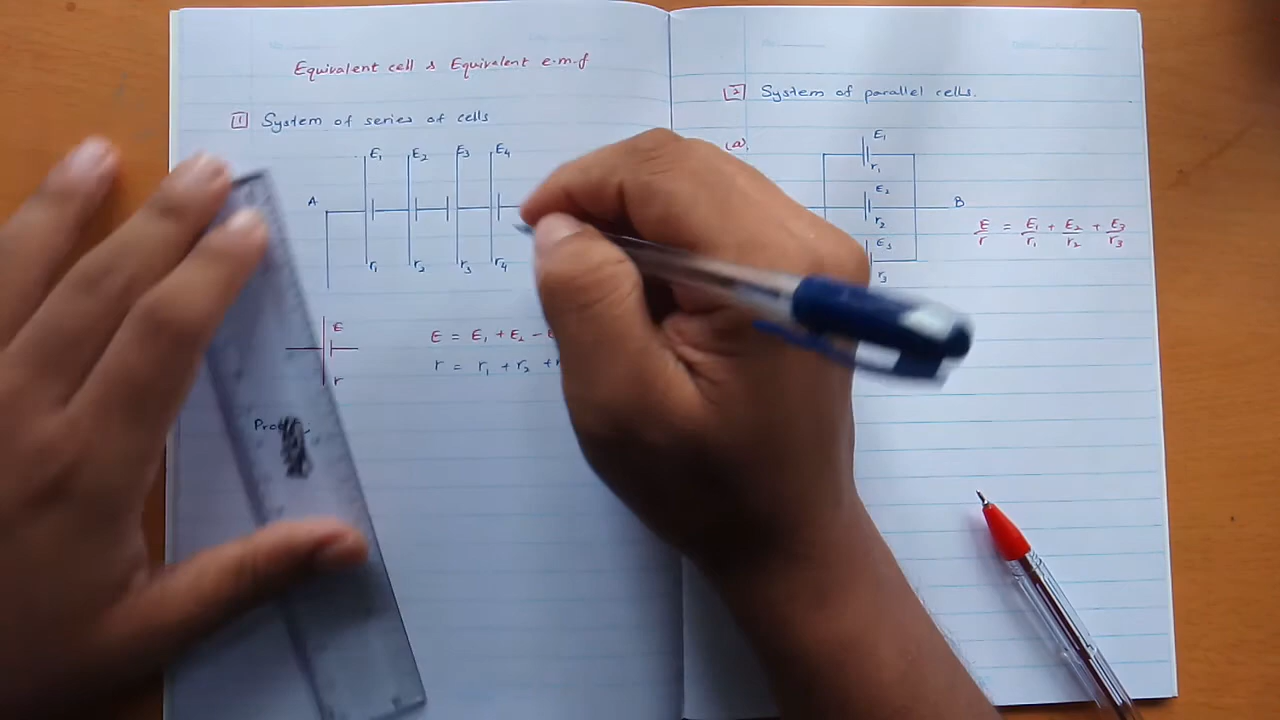 Equivalent cell & Equivalent e.m.f
1 System of series of cells
E₁ E₂ E₃ E₄
A
r₁ r₂ r₃ r₄
E
r
E = E₁ + E₂ -
r = r₁ + r₂ +
2 System of parallel cells.
(a).
E₁
r₁
E₂
r₂
E₃
r₃
B
E/r = E₁/r₁ + E₂/r₂ + E₃/r₃